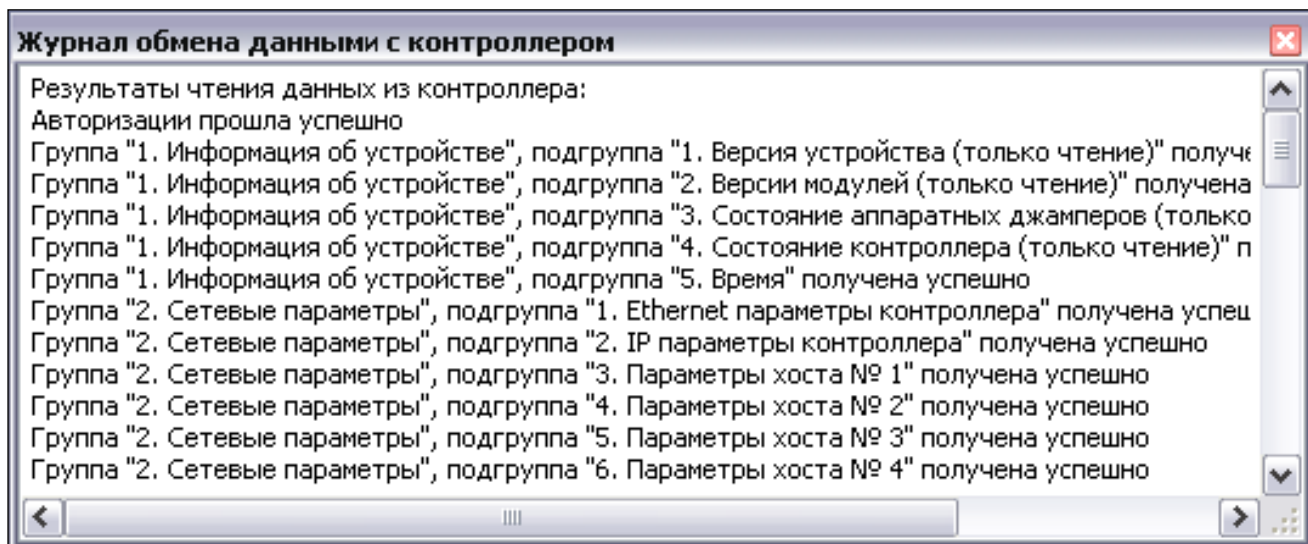 Журнал обмена данными с контроллером
Результаты чтения данных из контроллера:
Авторизации прошла успешно
Группа "1. Информация об устройстве", подгруппа "1. Версия устройства (только чтение)" получе
Группа "1. Информация об устройстве", подгруппа "2. Версии модулей (только чтение)" получена
Группа "1. Информация об устройстве", подгруппа "3. Состояние аппаратных джамперов (только
Группа "1. Информация об устройстве", подгруппа "4. Состояние контроллера (только чтение)" п
Группа "1. Информация об устройстве", подгруппа "5. Время" получена успешно
Группа "2. Сетевые параметры", подгруппа "1. Ethernet параметры контроллера" получена успеш
Группа "2. Сетевые параметры", подгруппа "2. IP параметры контроллера" получена успешно
Группа "2. Сетевые параметры", подгруппа "3. Параметры хоста № 1" получена успешно
Группа "2. Сетевые параметры", подгруппа "4. Параметры хоста № 2" получена успешно
Группа "2. Сетевые параметры", подгруппа "5. Параметры хоста № 3" получена успешно
Группа "2. Сетевые параметры", подгруппа "6. Параметры хоста № 4" получена успешно